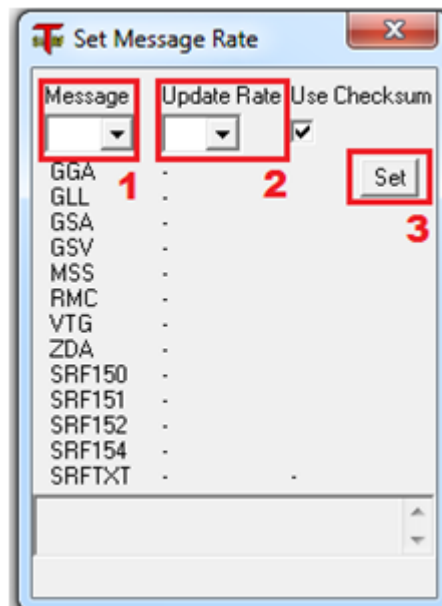 Set Message Rate
Message Update Rate Use Checksum
GGA - Set
1 2
GLL -
GSA - 3
GSV -
MSS -
RMC -
VTG -
ZDA -
SRF150 -
SRF151 -
SRF152 -
SRF154 -
SRFTXT - -